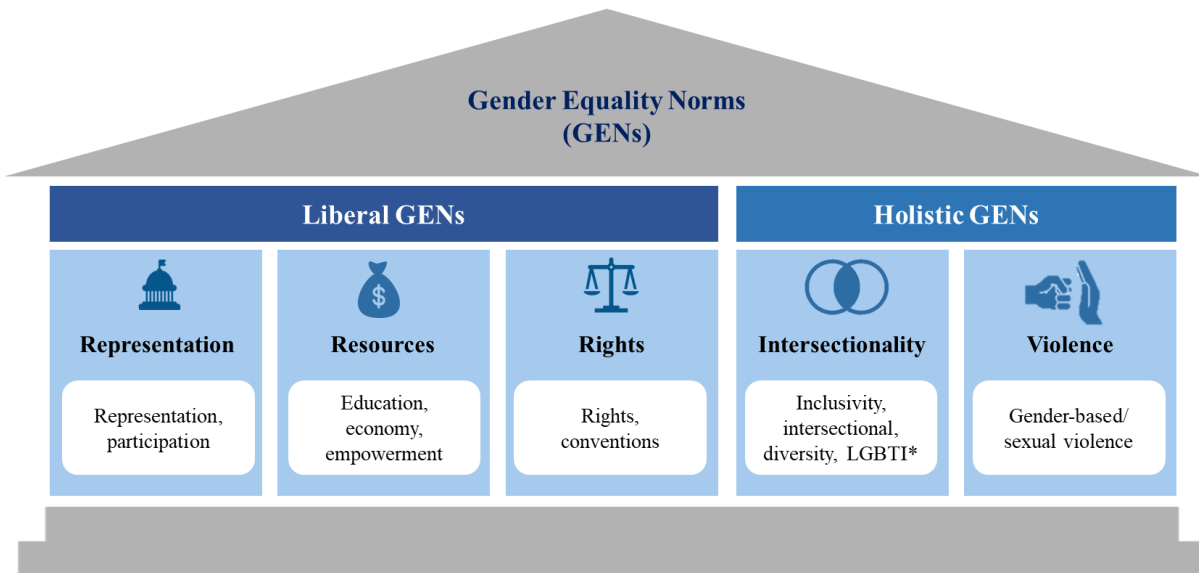 Gender Equality Norms
(GENs)
Liberal GENs
Holistic GENs
$
Representation
Representation,
participation
Resources
Education,
economy,
empowerment
Rights
Rights,
conventions
Intersectionality
Inclusivity,
intersectional,
diversity, LGBTI*
Violence
Gender-based/
sexual violence